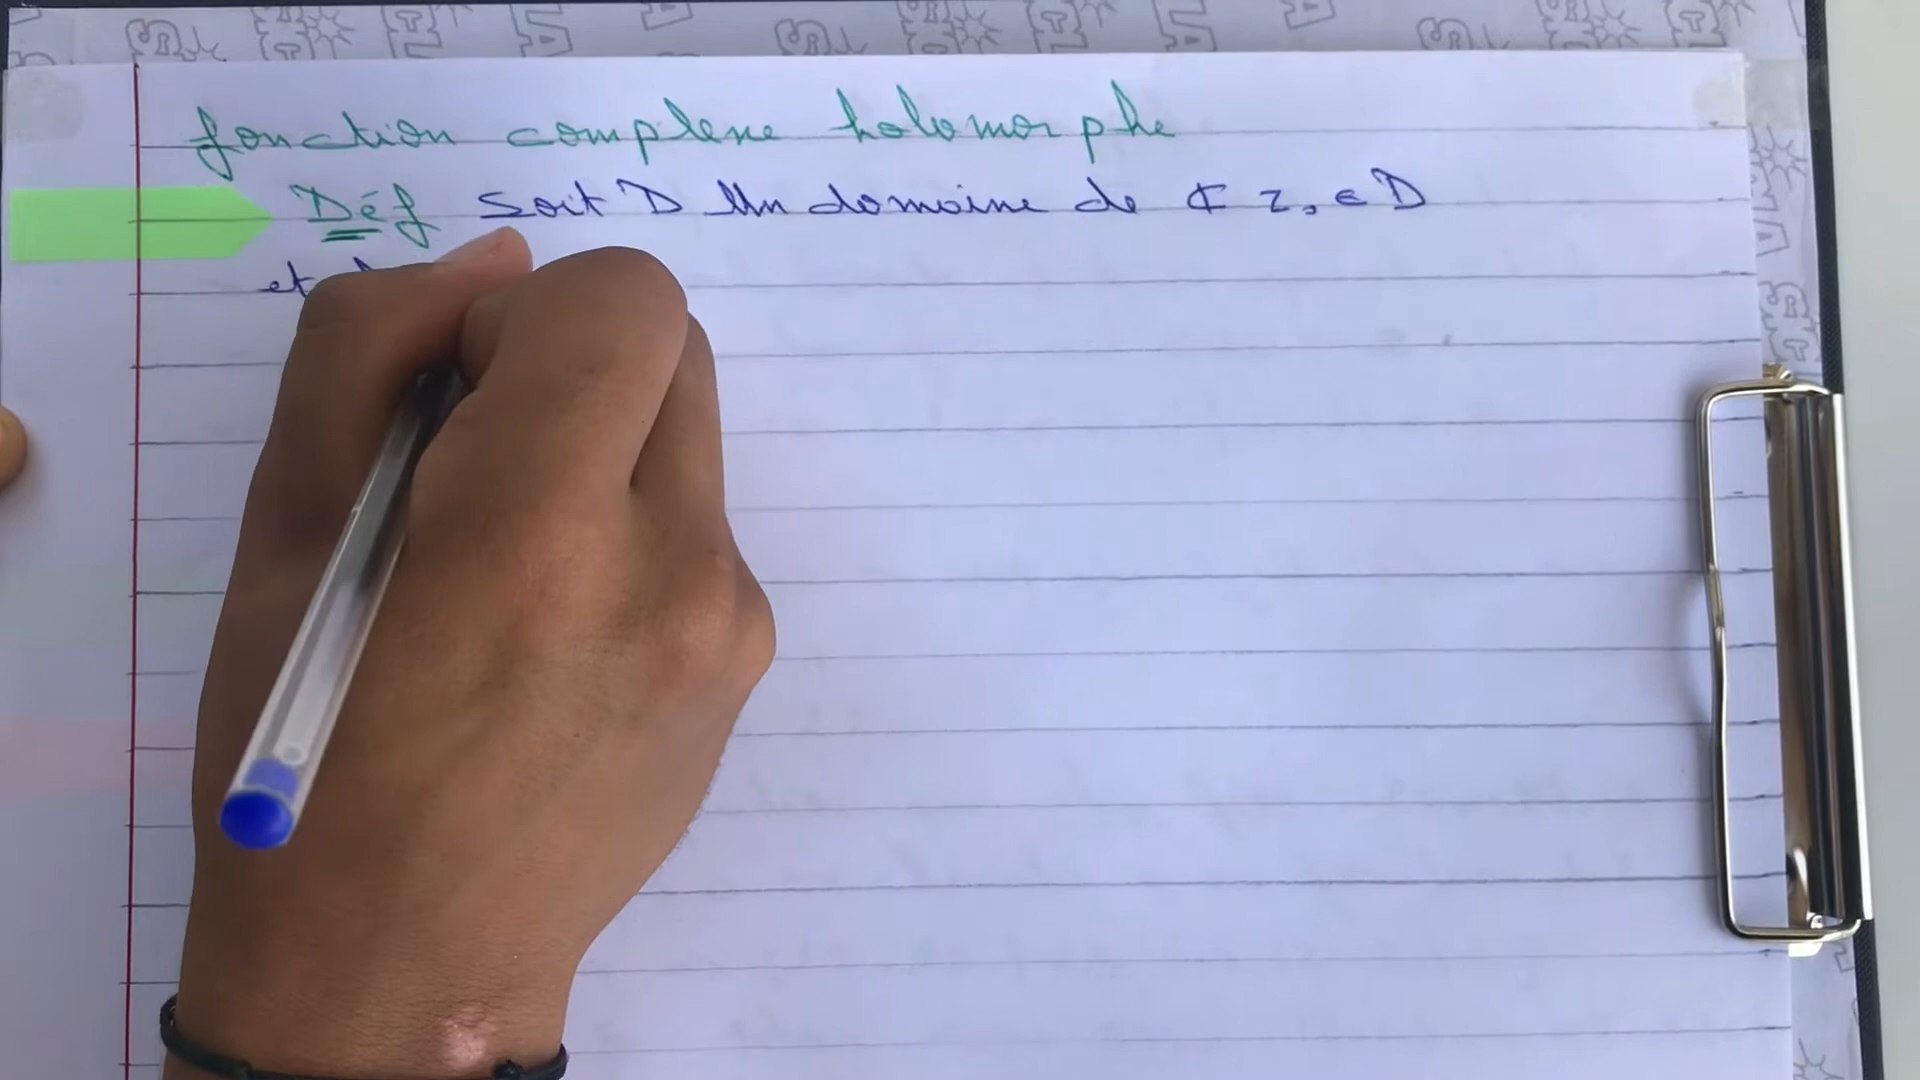 fonction complexe holomorphe
Déf Soit D Un domaine de ℂ z₀ ∈ D
et